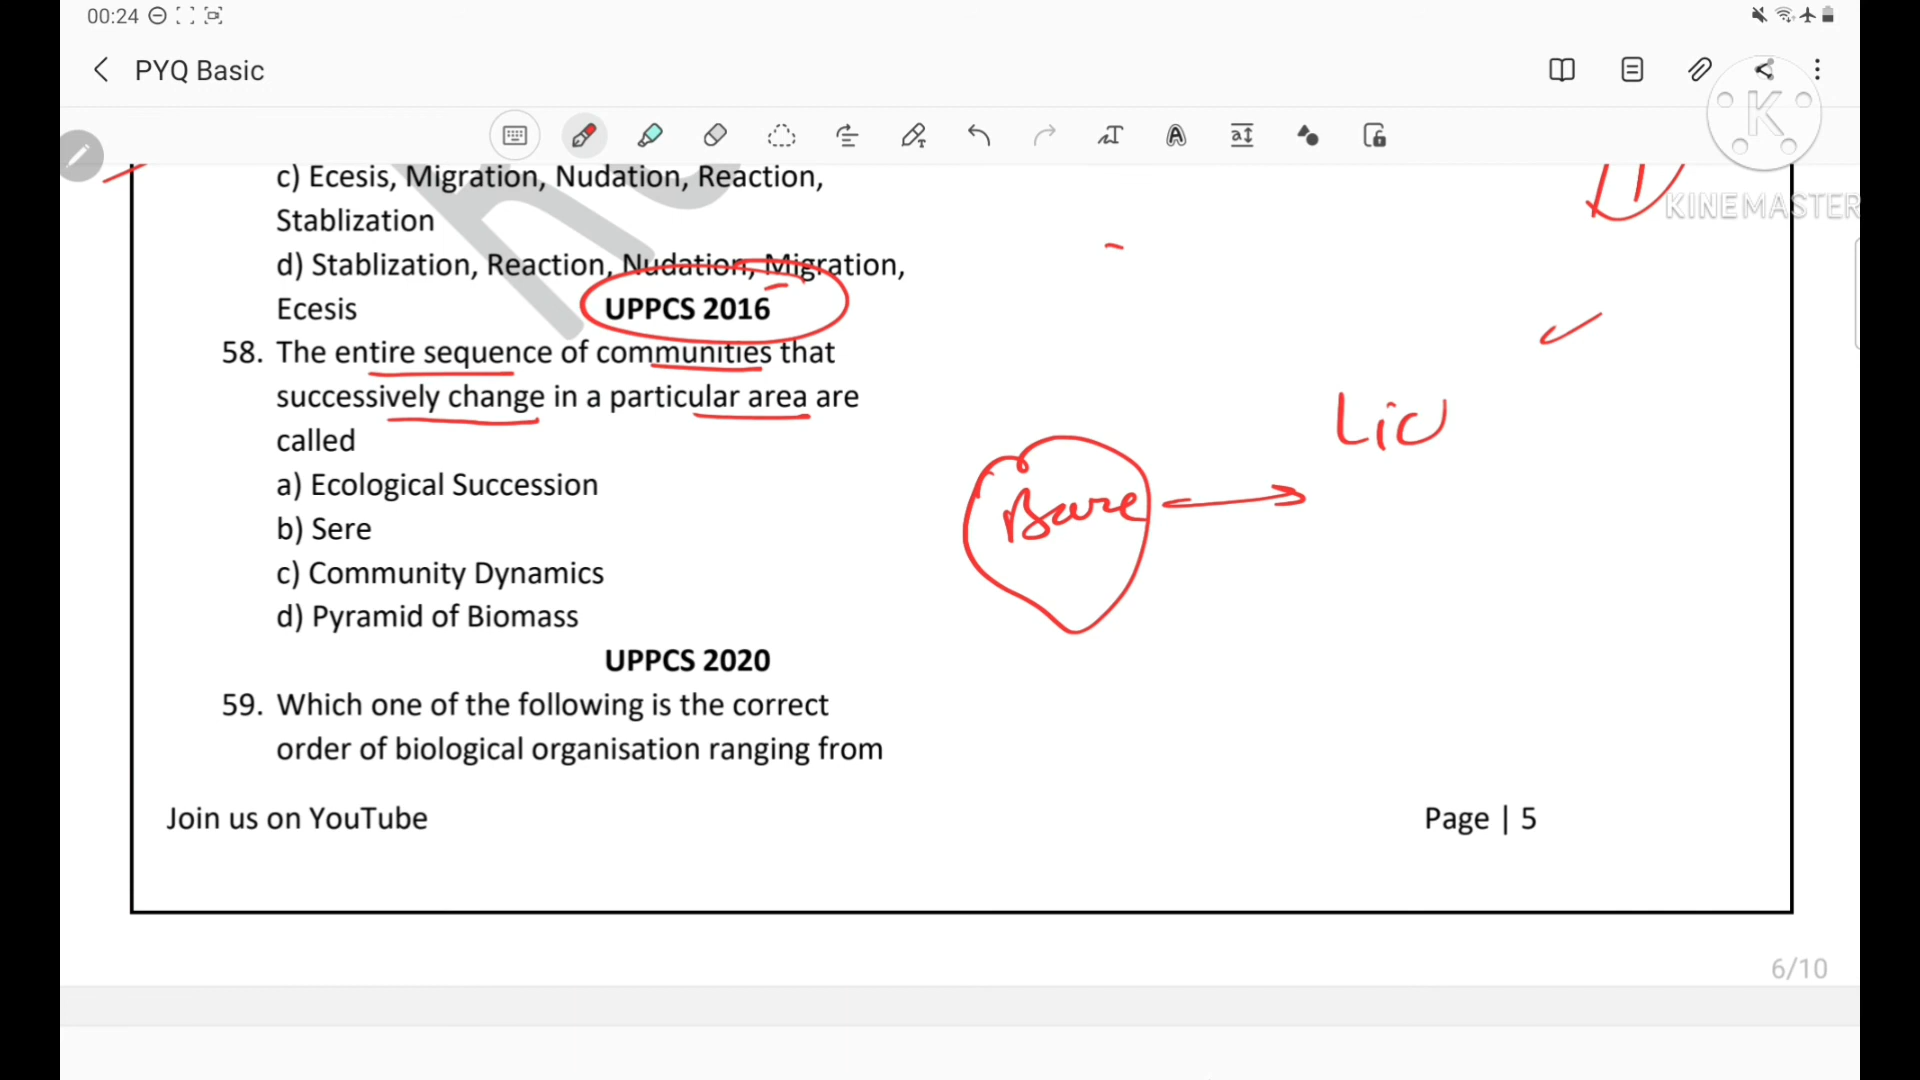 00:24
PYQ Basic
K
KINEMASTER
c) Ecesis, Migration, Nudation, Reaction,
Stablization
d) Stablization, Reaction, Nudation, Migration,
Ecesis
UPPCS 2016
58. The entire sequence of communities that
successively change in a particular area are
called
a) Ecological Succession
b) Sere
c) Community Dynamics
d) Pyramid of Biomass
UPPCS 2020
Bare
Lic
59. Which one of the following is the correct
order of biological organisation ranging from
Join us on YouTube
Page | 5
6/10